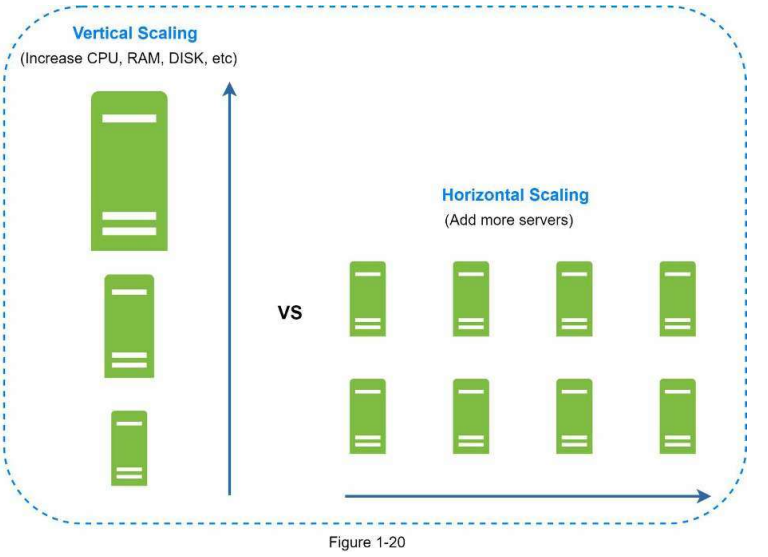 Vertical Scaling
(Increase CPU, RAM, DISK, etc)
Horizontal Scaling
(Add more servers)
VS
Figure 1-20